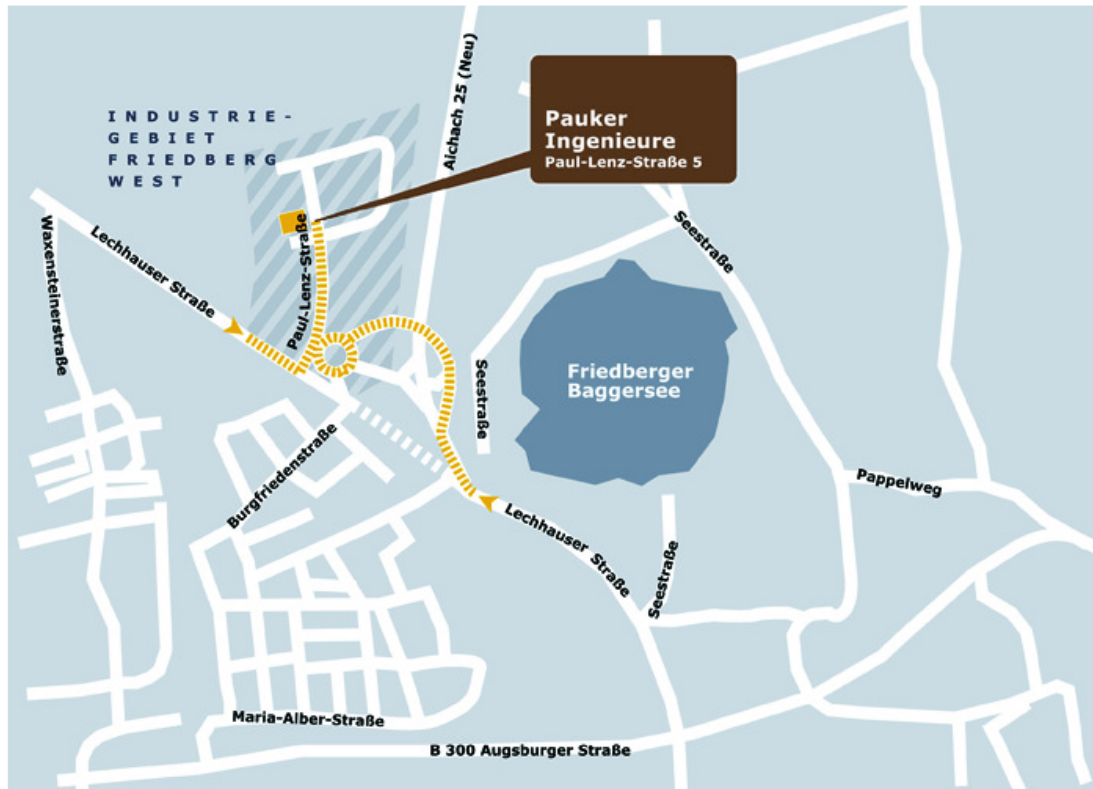 INDUSTRIE-
GEBIET
FRIEDBERG
WEST
Aichach 25 (Neu)
Pauker
Ingenieure
Paul-Lenz-Straße 5
Waxensteinerstraße
Lechhauser Straße
Paul-Lenz-Straße
Seestraße
Seestraße
Friedberger
Baggersee
Burgfriedenstraße
Pappelweg
Lechhauser Straße
Seestraße
Maria-Alber-Straße
B 300 Augsburger Straße